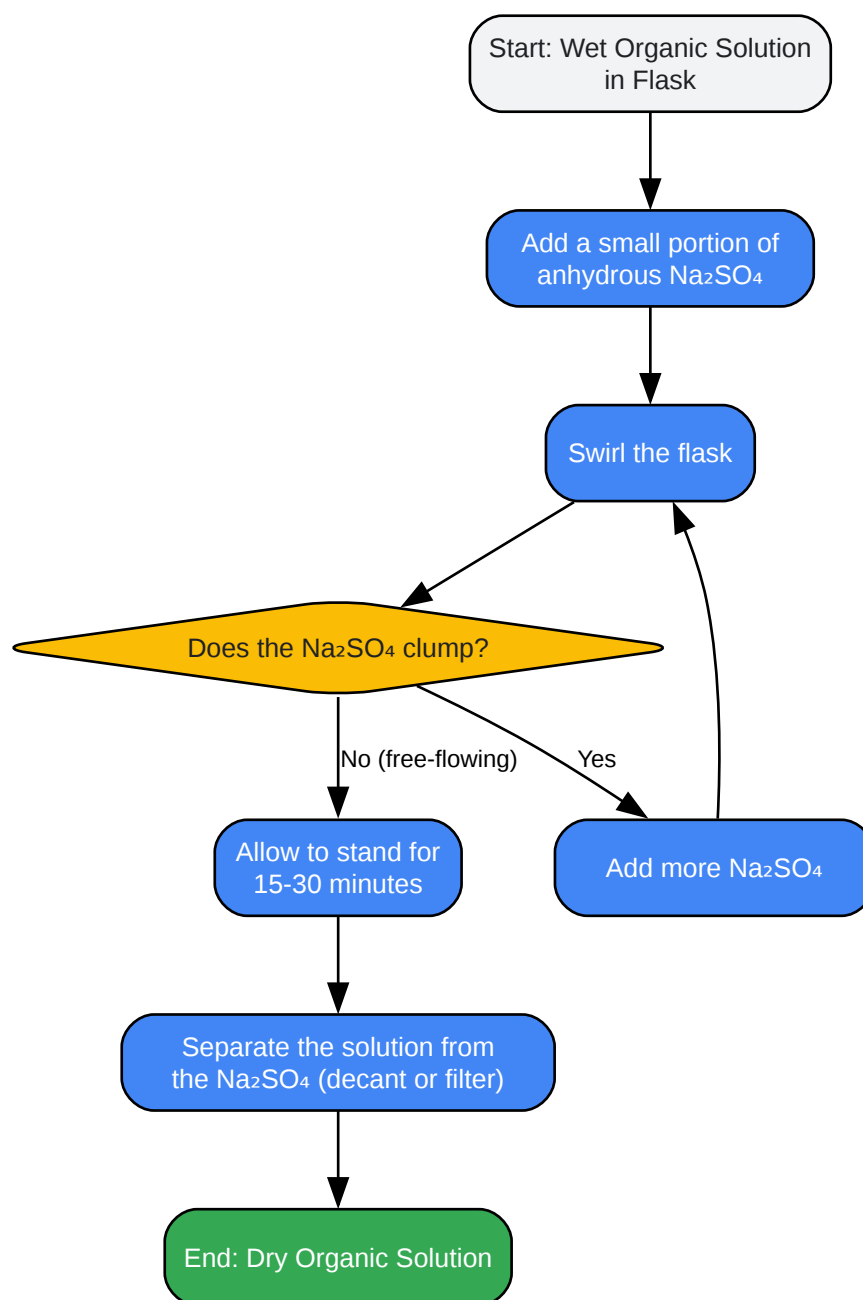 Start: Wet Organic Solution
in Flask
Add a small portion of
anhydrous Na₂SO₄
Swirl the flask
Does the Na₂SO₄ clump?
No (free-flowing)
Yes
Allow to stand for
15-30 minutes
Add more Na₂SO₄
Separate the solution from
the Na₂SO₄ (decant or filter)
End: Dry Organic Solution